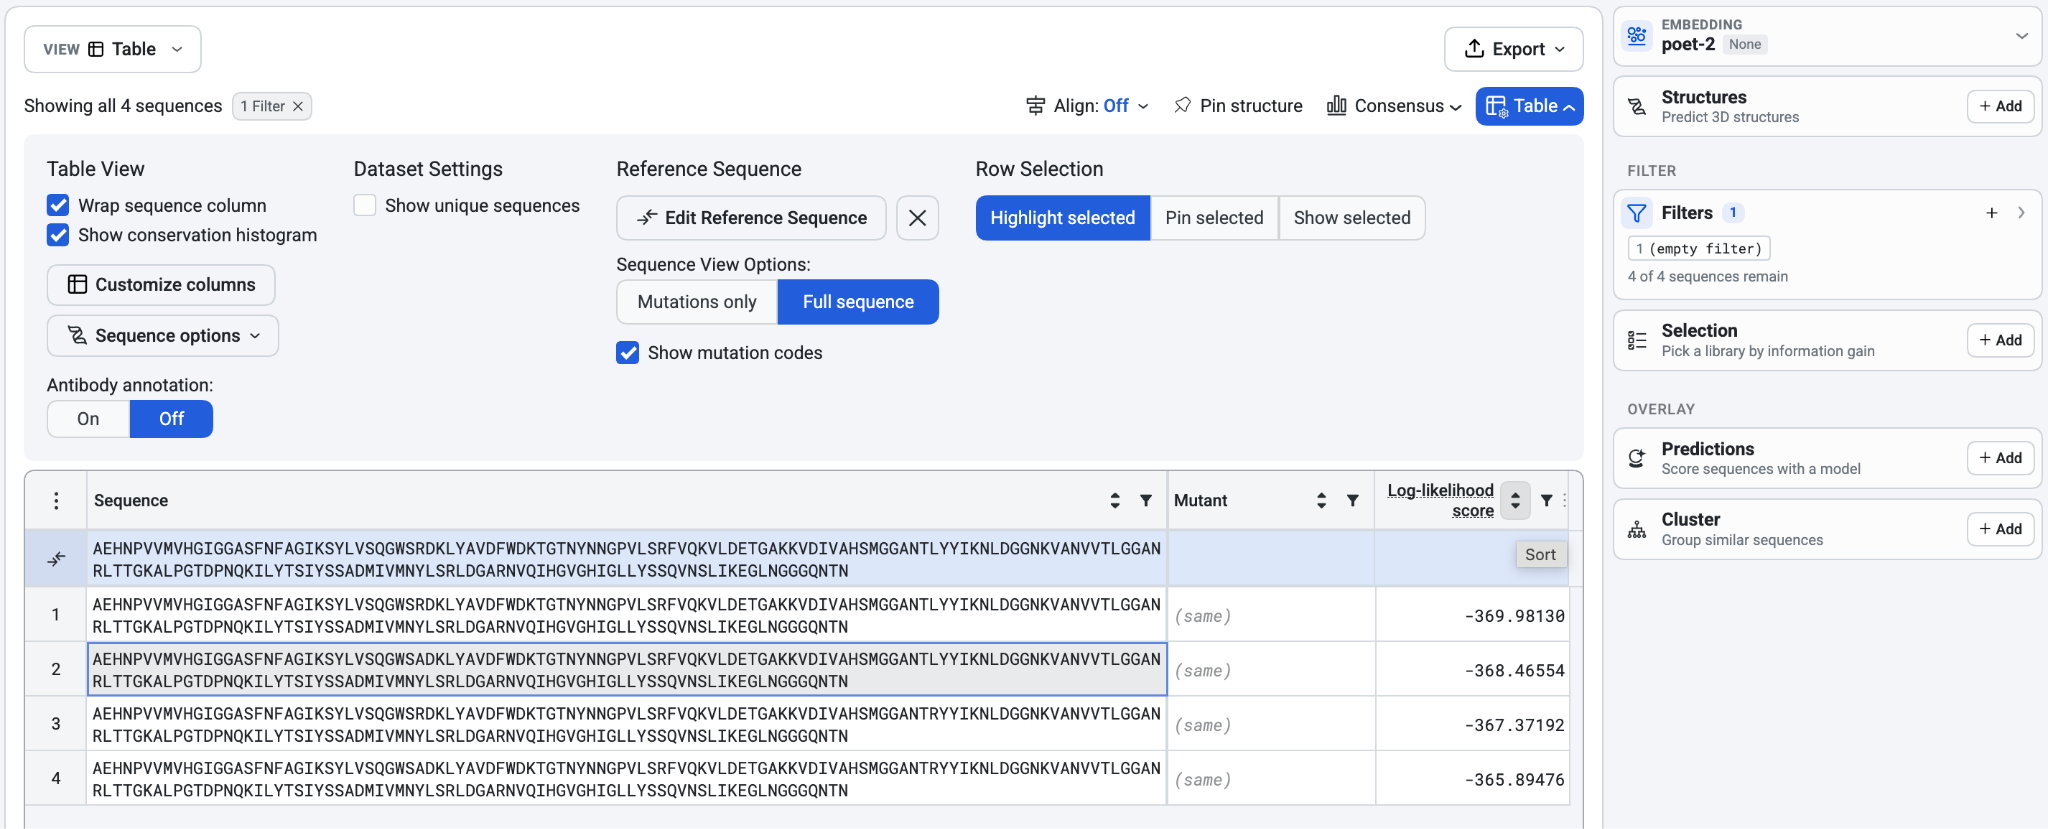 VIEW Table
Export
Showing all 4 sequences 1 Filter
Align: Off Pin structure Consensus Table
Table View
Wrap sequence column
Show conservation histogram
Customize columns
Sequence options
Antibody annotation:
On Off
Dataset Settings
Show unique sequences
Reference Sequence
Edit Reference Sequence
Sequence View Options:
Mutations only Full sequence
Show mutation codes
Row Selection
Highlight selected Pin selected Show selected
Sequence Mutant Log-likelihood
score
AEHNPVVMVHGIGGASFNFAGIKSYLVSQGWSRDKLYAVDFWDKTGTNYNNGPVLSRFVQKVLDETGAKKVDIVAHSMGGANTLYYIKNLDGGNKVANVVTLGGAN
RLTTGKALPGTDPNQKILYTSIYSSADMIVMNYLSRLDGARNVQIHGVGHIGLLYSSQVNSLIKEGLNGGGQNTN
Sort
1 AEHNPVVMVHGIGGASFNFAGIKSYLVSQGWSRDKLYAVDFWDKTGTNYNNGPVLSRFVQKVLDETGAKKVDIVAHSMGGANTLYYIKNLDGGNKVANVVTLGGAN (same) -369.98130
RLTTGKALPGTDPNQKILYTSIYSSADMIVMNYLSRLDGARNVQIHGVGHIGLLYSSQVNSLIKEGLNGGGQNTN
2 AEHNPVVMVHGIGGASFNFAGIKSYLVSQGWSADKLYAVDFWDKTGTNYNNGPVLSRFVQKVLDETGAKKVDIVAHSMGGANTLYYIKNLDGGNKVANVVTLGGAN (same) -368.46554
RLTTGKALPGTDPNQKILYTSIYSSADMIVMNYLSRLDGARNVQIHGVGHIGLLYSSQVNSLIKEGLNGGGQNTN
3 AEHNPVVMVHGIGGASFNFAGIKSYLVSQGWSRDKLYAVDFWDKTGTNYNNGPVLSRFVQKVLDETGAKKVDIVAHSMGGANTRYYIKNLDGGNKVANVVTLGGAN (same) -367.37192
RLTTGKALPGTDPNQKILYTSIYSSADMIVMNYLSRLDGARNVQIHGVGHIGLLYSSQVNSLIKEGLNGGGQNTN
4 AEHNPVVMVHGIGGASFNFAGIKSYLVSQGWSADKLYAVDFWDKTGTNYNNGPVLSRFVQKVLDETGAKKVDIVAHSMGGANTRYYIKNLDGGNKVANVVTLGGAN (same) -365.89476
RLTTGKALPGTDPNQKILYTSIYSSADMIVMNYLSRLDGARNVQIHGVGHIGLLYSSQVNSLIKEGLNGGGQNTN
EMBEDDING
poet-2 None
Structures
Predict 3D structures
+ Add
FILTER
Filters 1 +
1 (empty filter)
4 of 4 sequences remain
Selection
Pick a library by information gain
+ Add
OVERLAY
Predictions
Score sequences with a model
+ Add
Cluster
Group similar sequences
+ Add